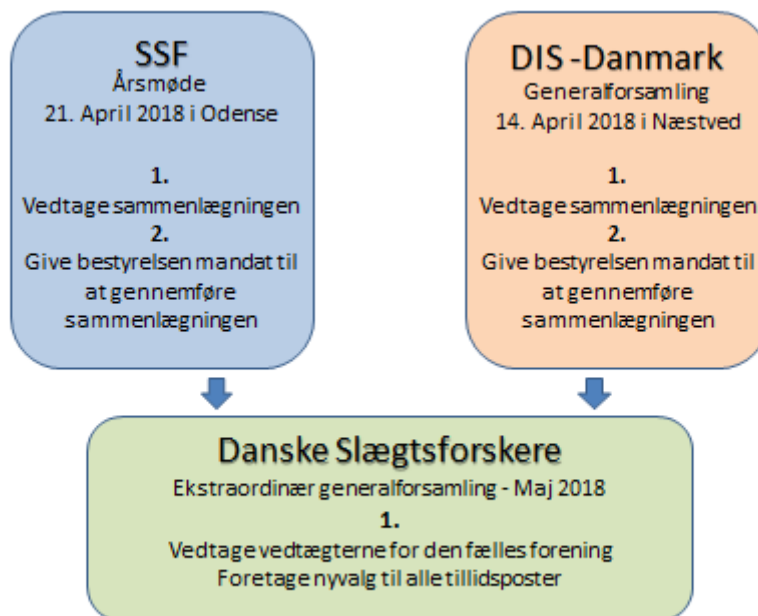 SSF
Årsmøde
21. April 2018 i Odense
1.
Vedtage sammenlægningen
2.
Give bestyrelsen mandat til
at gennemføre
sammenlægningen
DIS -Danmark
Generalforsamling
14. April 2018 i Næstved
1.
Vedtage sammenlægningen
2.
Give bestyrelsen mandat til
at gennemføre
sammenlægningen
Danske Slægtsforskere
Ekstraordinær generalforsamling - Maj 2018
1.
Vedtage vedtægterne for den fælles forening
Foretage nyvalg til alle tillidsposter